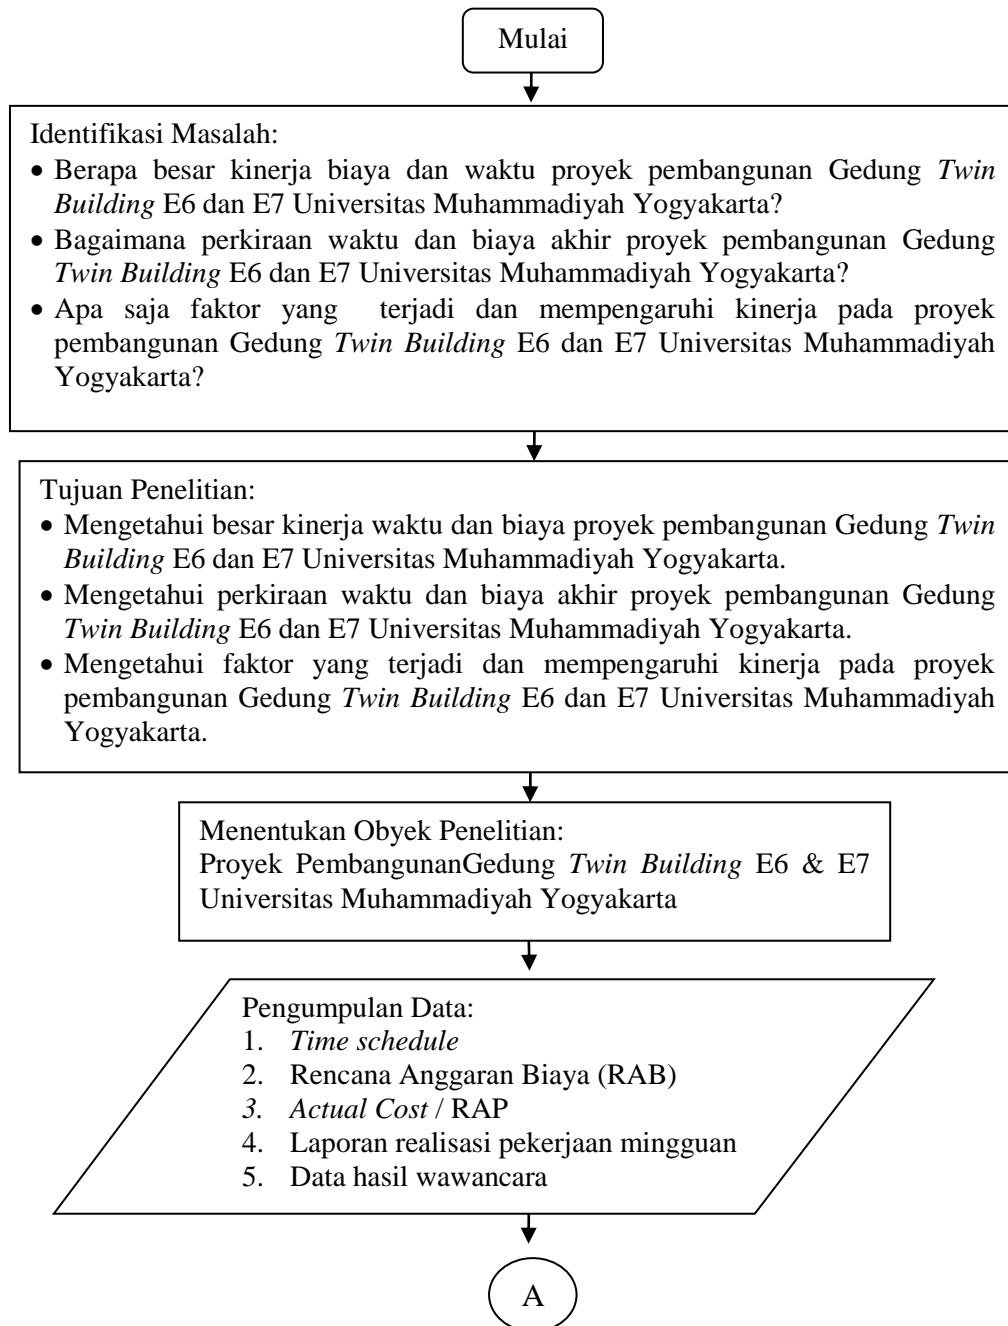 Mulai
Identifikasi Masalah:
• Berapa besar kinerja biaya dan waktu proyek pembangunan Gedung Twin
Building E6 dan E7 Universitas Muhammadiyah Yogyakarta?
• Bagaimana perkiraan waktu dan biaya akhir proyek pembangunan Gedung
Twin Building E6 dan E7 Universitas Muhammadiyah Yogyakarta?
• Apa saja faktor yang terjadi dan mempengaruhi kinerja pada proyek
pembangunan Gedung Twin Building E6 dan E7 Universitas Muhammadiyah
Yogyakarta?
Tujuan Penelitian:
• Mengetahui besar kinerja waktu dan biaya proyek pembangunan Gedung Twin
Building E6 dan E7 Universitas Muhammadiyah Yogyakarta.
• Mengetahui perkiraan waktu dan biaya akhir proyek pembangunan Gedung
Twin Building E6 dan E7 Universitas Muhammadiyah Yogyakarta.
• Mengetahui faktor yang terjadi dan mempengaruhi kinerja pada proyek
pembangunan Gedung Twin Building E6 dan E7 Universitas Muhammadiyah
Yogyakarta.
Menentukan Obyek Penelitian:
Proyek PembangunanGedung Twin Building E6 & E7
Universitas Muhammadiyah Yogyakarta
Pengumpulan Data:
1. Time schedule
2. Rencana Anggaran Biaya (RAB)
3. Actual Cost / RAP
4. Laporan realisasi pekerjaan mingguan
5. Data hasil wawancara
A